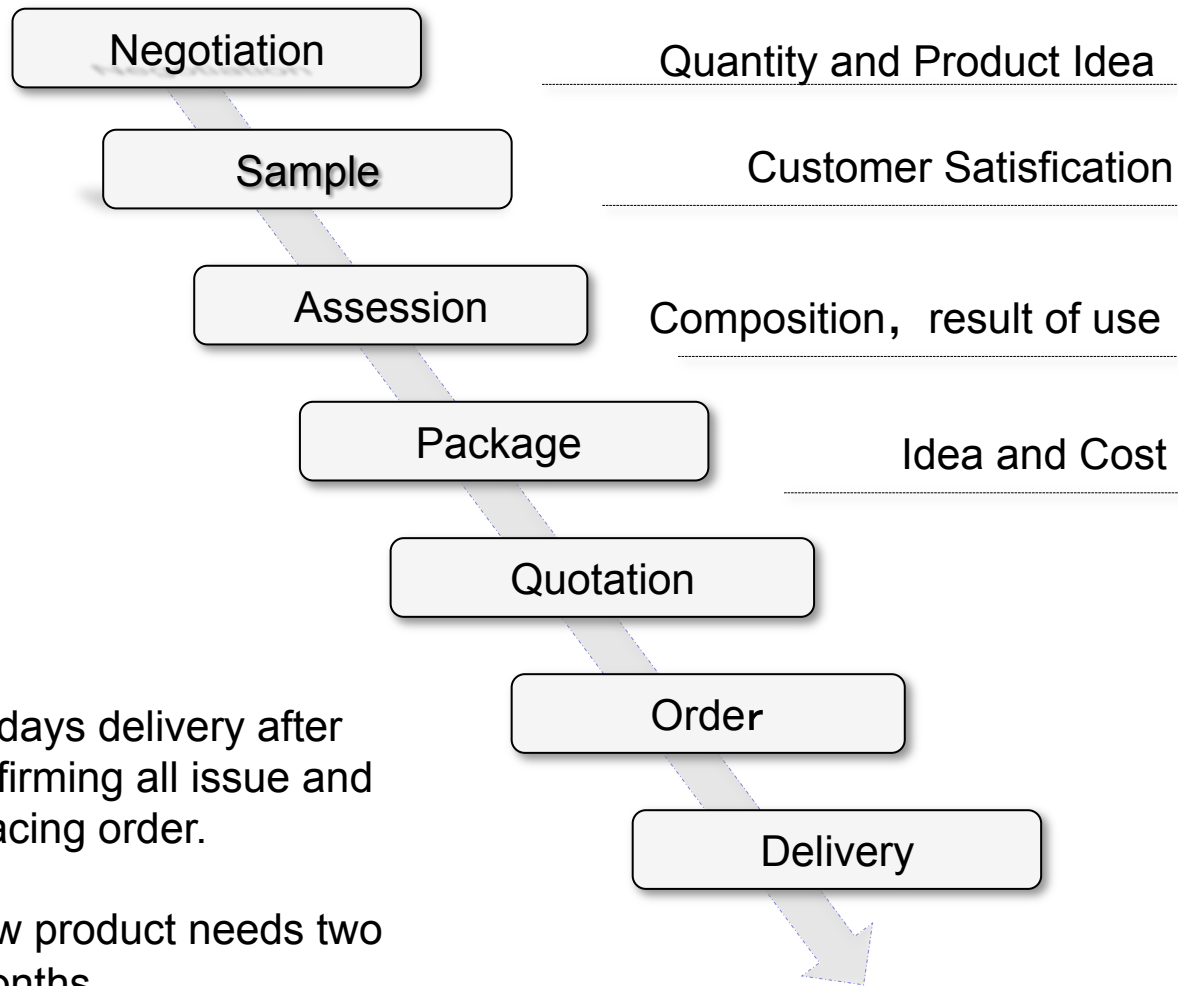 Negotiation
Quantity and Product Idea
Sample
Customer Satisfication
Assession
Composition，result of use
Package
Idea and Cost
Quotation
Order
Delivery
days delivery after
firming all issue and
acing order.
w product needs two